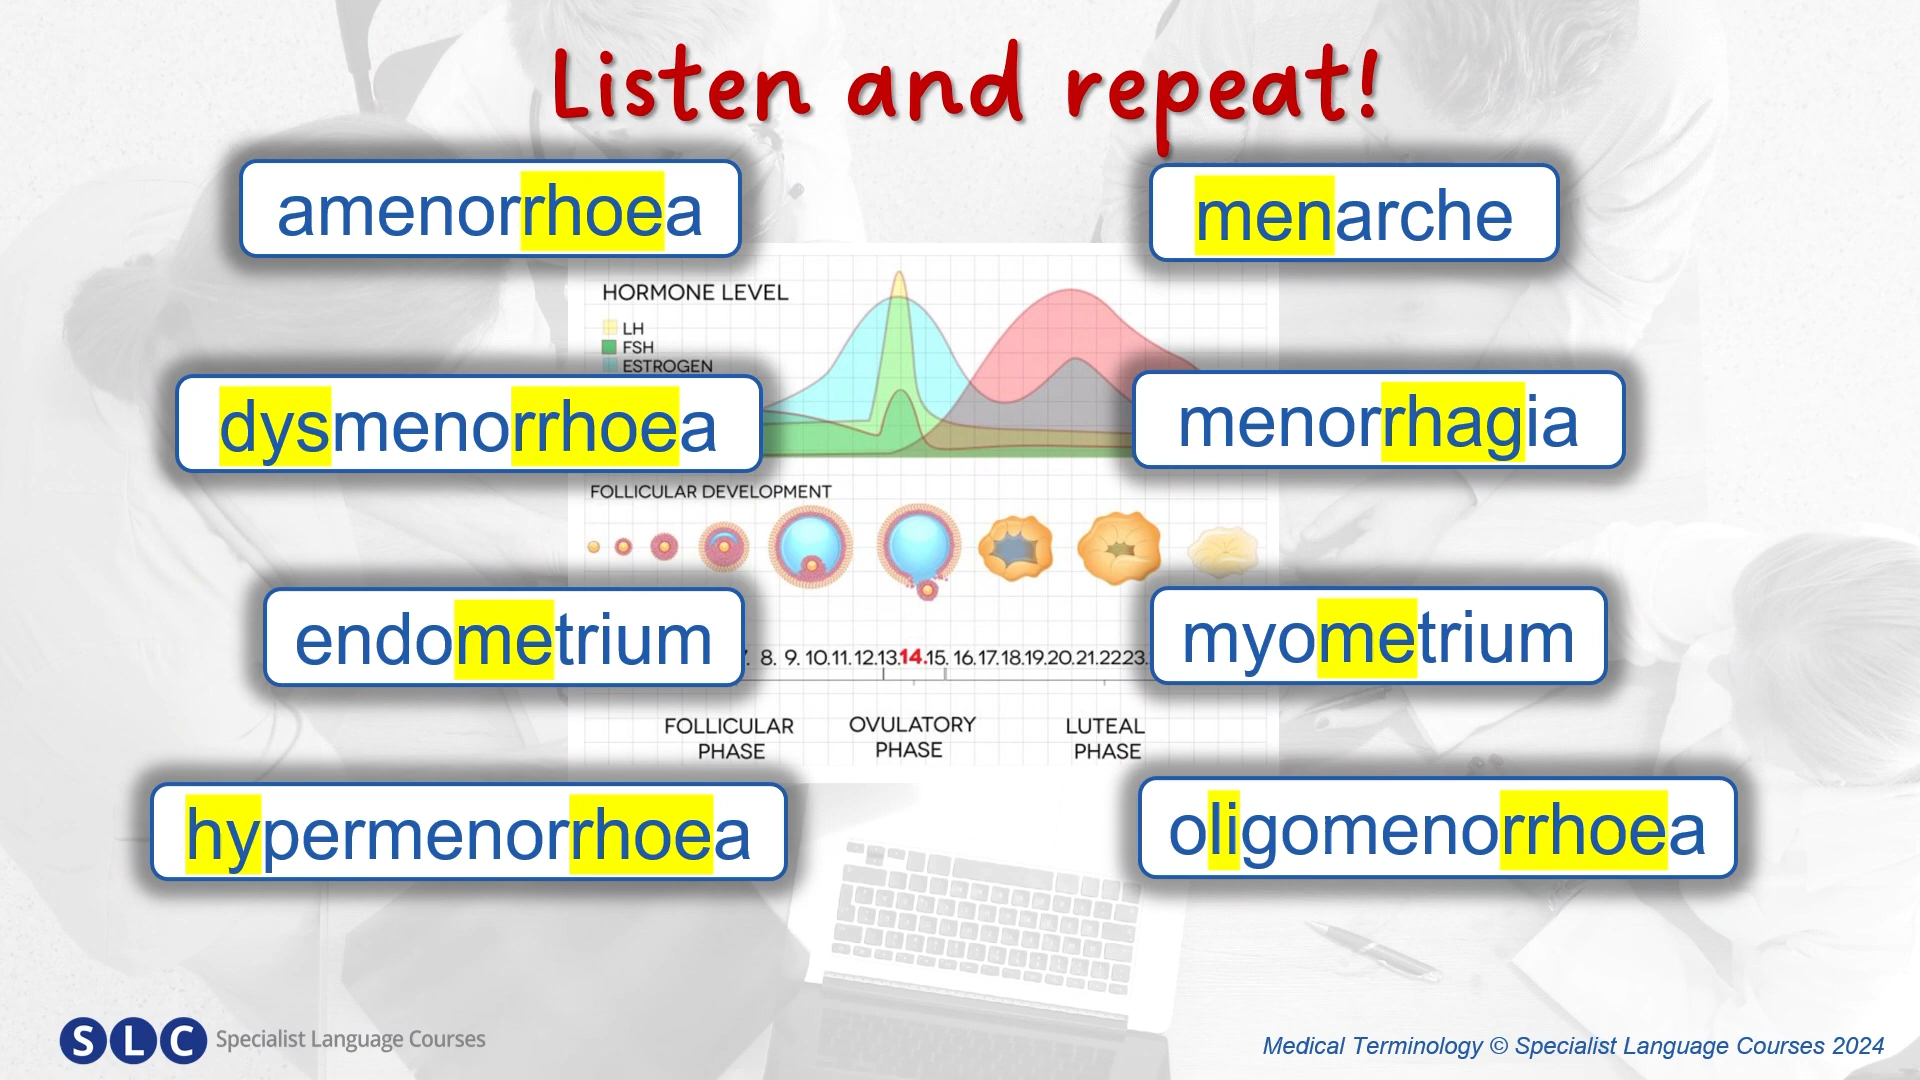 Listen and repeat!
amenorrhoea
menarche
HORMONE LEVEL
LH
FSH
ESTROGEN
dysmenorrhoea
menorrhagia
FOLLICULAR DEVELOPMENT
endometrium
myometrium
8. 9. 10.11. 12.13.14.15. 16.17.18.19.20.21.2223.
FOLLICULAR PHASE
OVULATORY PHASE
LUTEAL PHASE
hypermenorrhoea
oligomenorrhoea
SLC Specialist Language Courses
Medical Terminology © Specialist Language Courses 2024